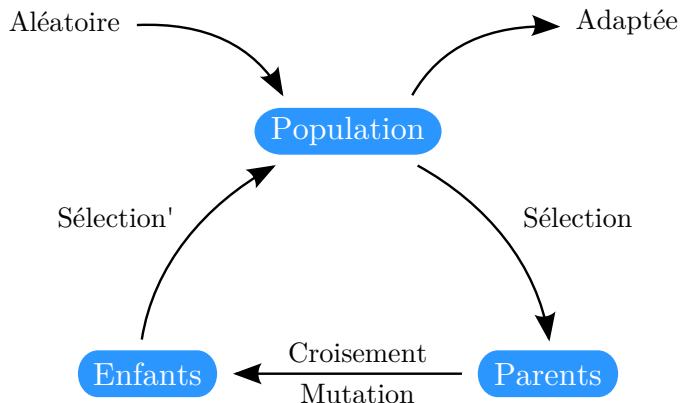 Aléatoire
Adaptée
Population
Sélection'
Sélection
Croisement
Enfants
Parents
Mutation